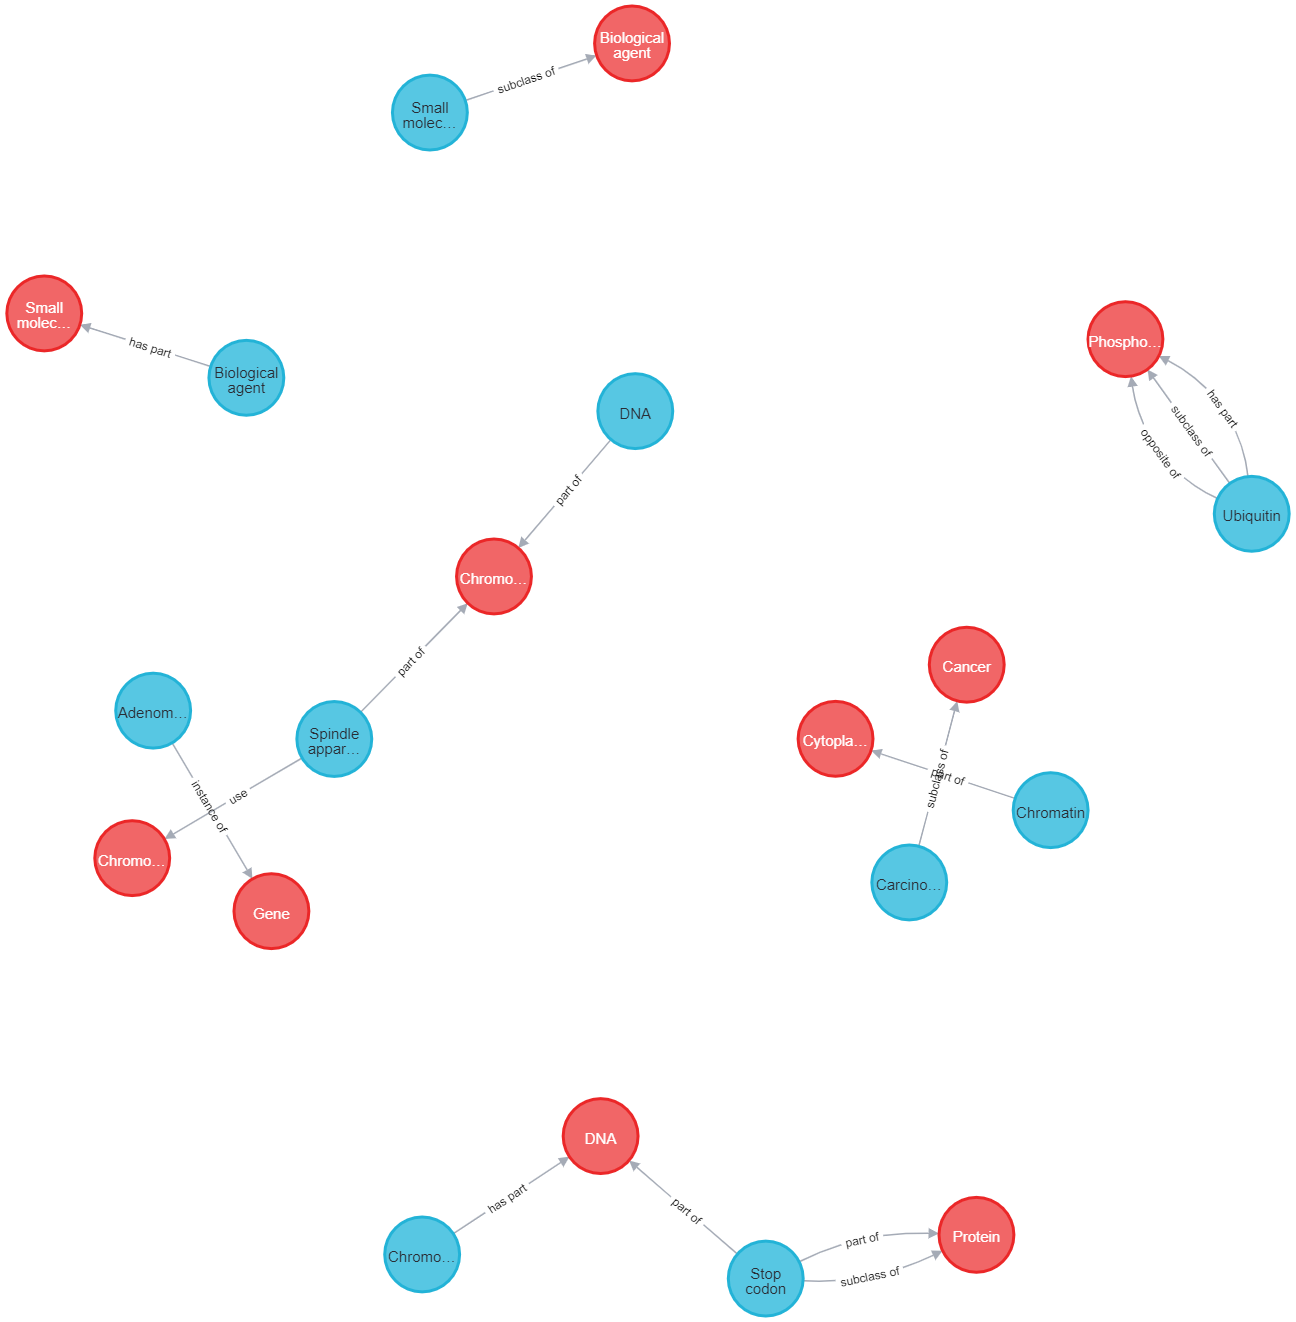 Biological
agent
subclass of
Small
molec...
Small
molec...
has part
Biological
agent
Phospho...
has part
subclass of
opposite of
Ubiquitin
DNA
part of
Chromo...
part of
Adenom...
Spindle
appar...
instance of
use
Chromo...
Gene
Cancer
Cytopla...
subclass of
part of
Chromatin
Carcino...
DNA
has part
part of
Chromo...
Stop
codon
part of
subclass of
Protein